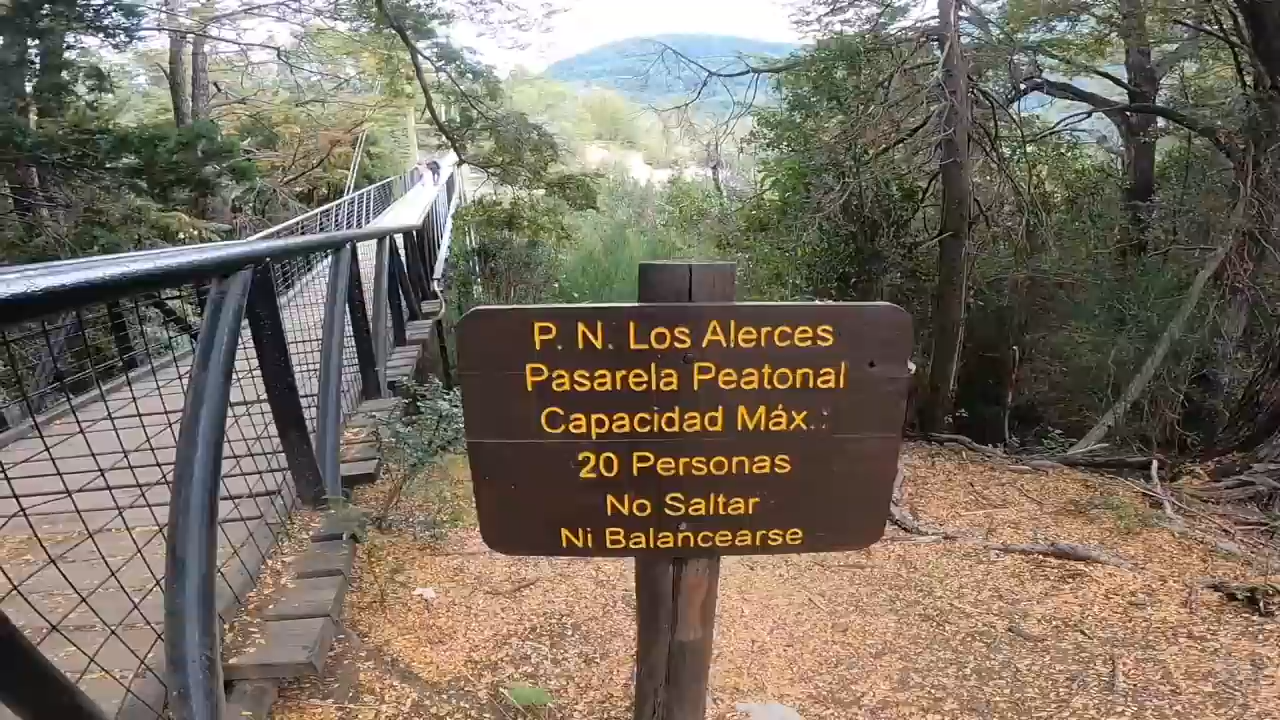 P. N. Los Alerces
Pasarela Peatonal
Capacidad Máx.:
20 Personas
No Saltar
Ni Balancearse